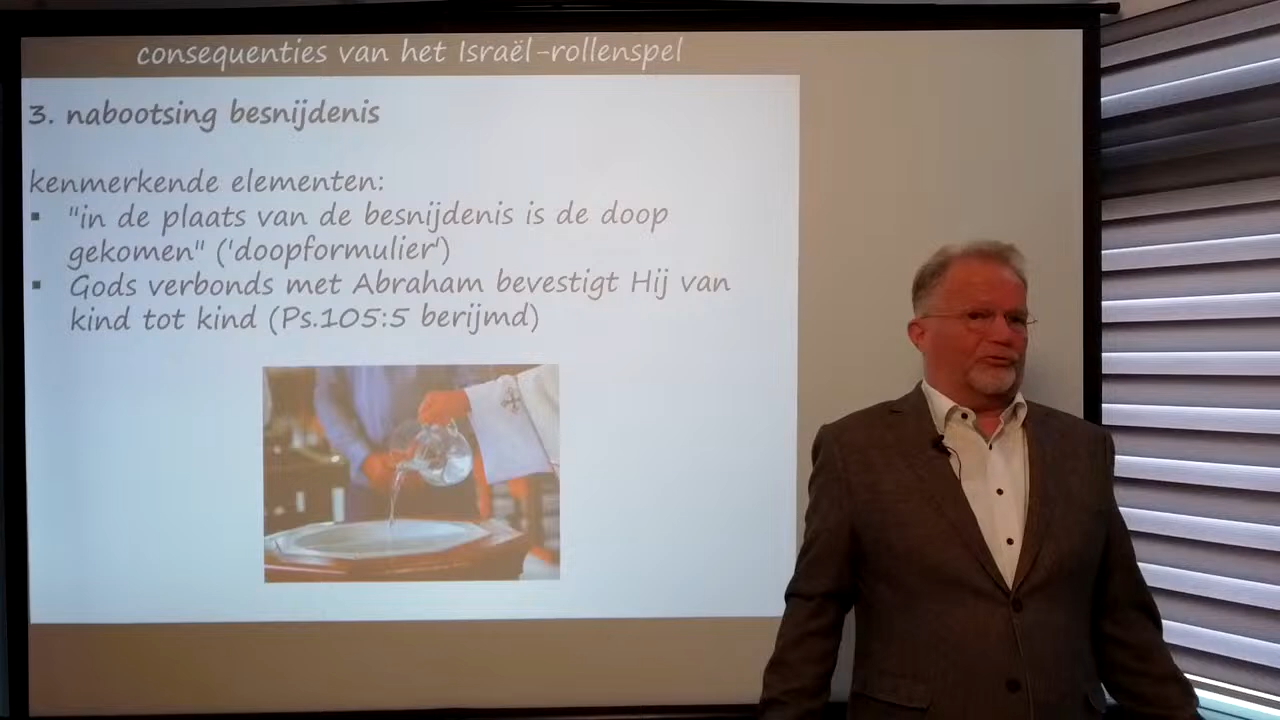 consequenties van het Israël-rollenspel
3. nabootsing besnijdenis
kenmerkende elementen:
▪ "in de plaats van de besnijdenis is de doop
gekomen" ('doopformulier')
▪ Gods verbonds met Abraham bevestigt Hij van
kind tot kind (Ps.105:5 berijmd)